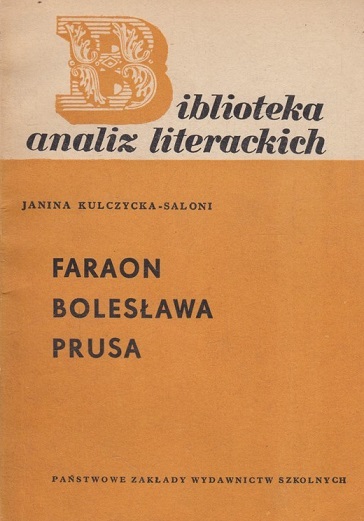 Biblioteka
analiz literackich
JANINA KULCZYCKA-SALONI
FARAON
BOLESŁAWA
PRUSA
PAŃSTWOWE ZAKŁADY WYDAWNICTW SZKOLNYCH